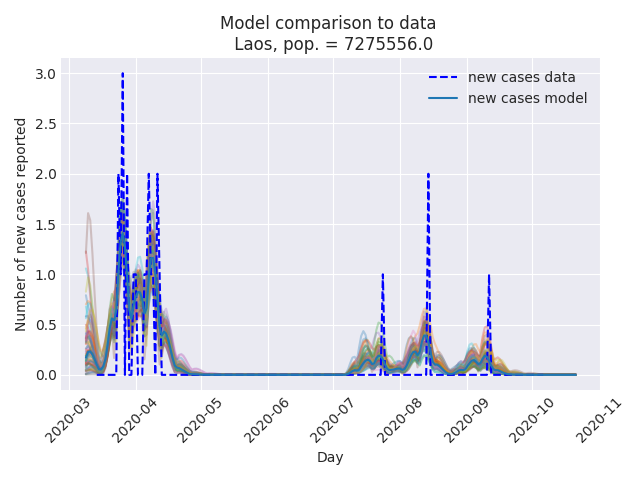 Model comparison to data
Laos, pop. = 7275556.0
new cases data
new cases model
Number of new cases reported
3.0
2.5
2.0
1.5
1.0
0.5
0.0
2020-03
2020-04
2020-05
2020-06
2020-07
2020-08
2020-09
2020-10
2020-11
Day